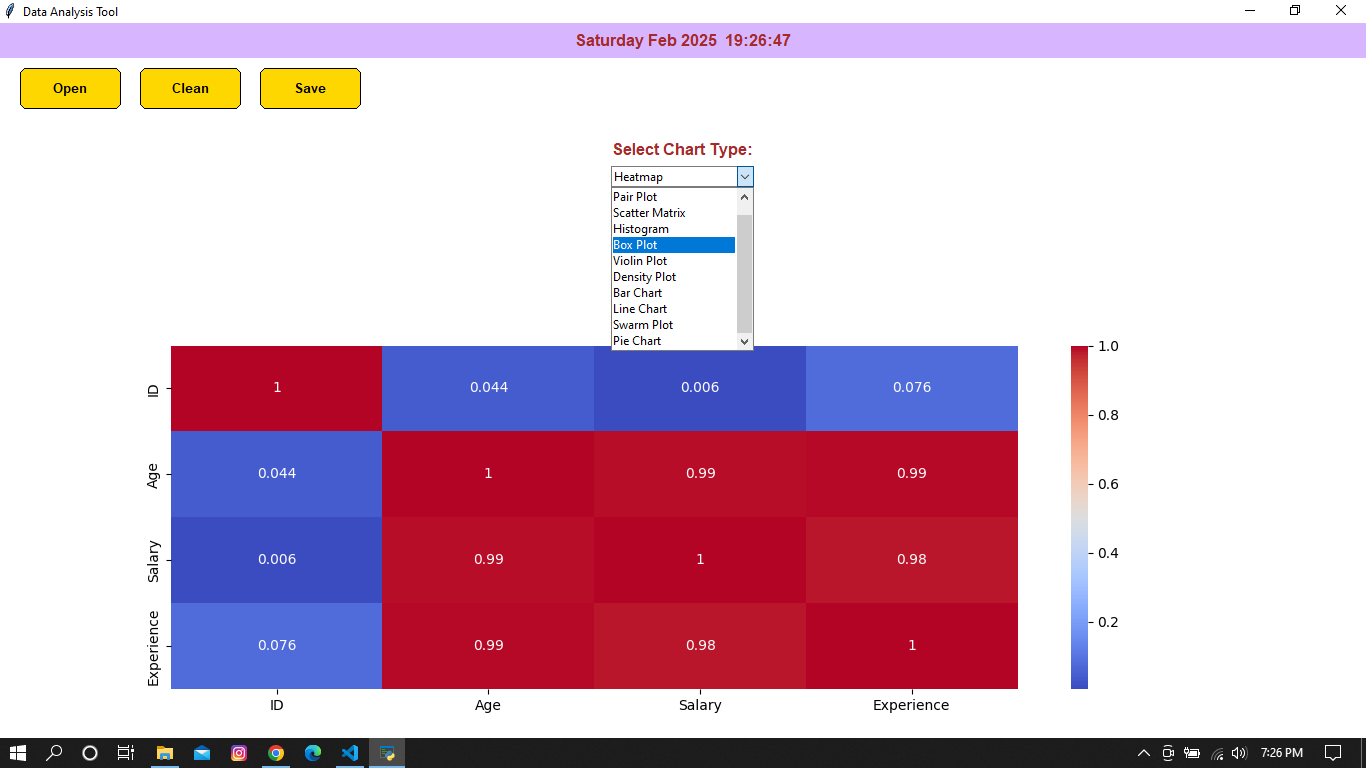 Data Analysis Tool
Saturday Feb 2025 19:26:47
Open Clean Save
Select Chart Type:
Heatmap
Pair Plot
Scatter Matrix
Histogram
Box Plot
Violin Plot
Density Plot
Bar Chart
Line Chart
Swarm Plot
Pie Chart
ID 1 0.044 0.006 0.076
Age 0.044 1 0.99 0.99
Salary 0.006 0.99 1 0.98
Experience 0.076 0.99 0.98 1
ID Age Salary Experience
1.0
0.8
0.6
0.4
0.2
7:26 PM